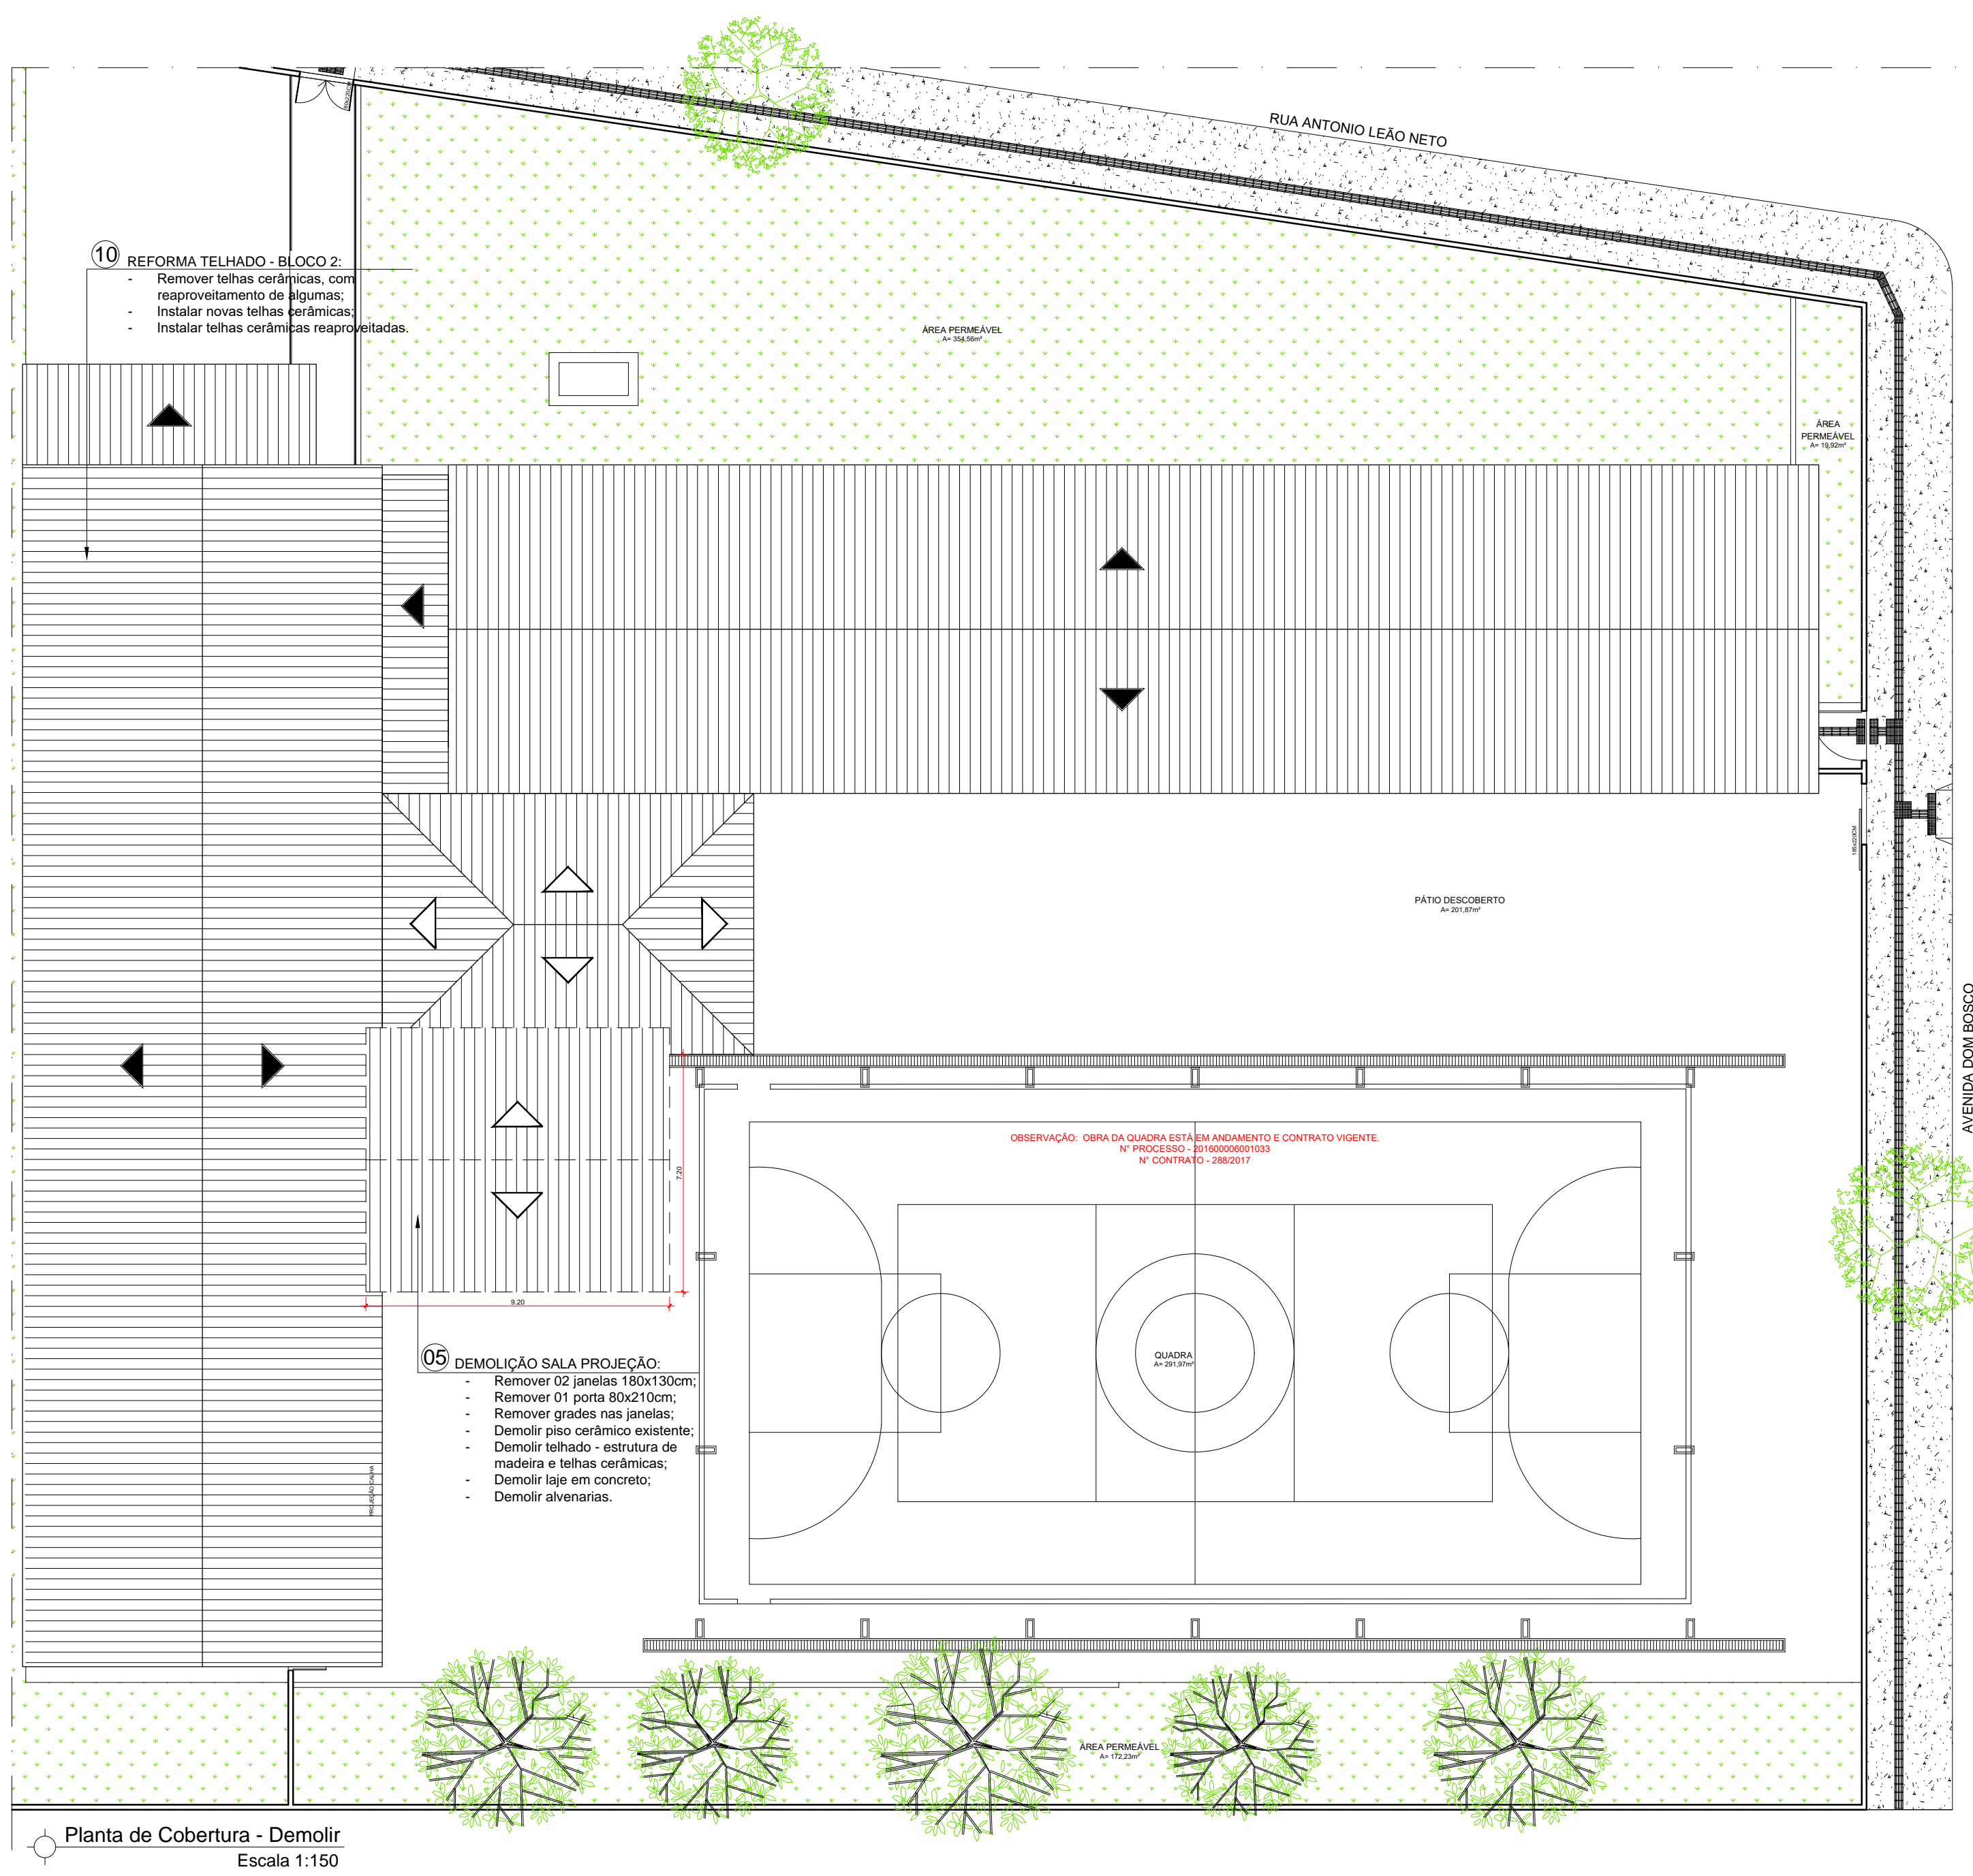 RUA ANTONIO LEÃO NETO
10
REFORMA TELHADO - BLOCO 2:
- Remover telhas cerâmicas, com
reaproveitamento de algumas;
- Instalar novas telhas cerâmicas;
- Instalar telhas cerâmicas reaproveitadas.
ÁREA PERMEÁVEL
A= 354,56m²
ÁREA
PERMEÁVEL
A= 19,92m²
185x220CM
PÁTIO DESCOBERTO
A= 201,87m²
AVENIDA DOM BOSCO
OBSERVAÇÃO: OBRA DA QUADRA ESTÁ EM ANDAMENTO E CONTRATO VIGENTE.
N° PROCESSO - 201600006001033
N° CONTRATO - 288/2017
7.20
9.20
05
DEMOLIÇÃO SALA PROJEÇÃO:
- Remover 02 janelas 180x130cm;
- Remover 01 porta 80x210cm;
- Remover grades nas janelas;
- Demolir piso cerâmico existente;
- Demolir telhado - estrutura de
madeira e telhas cerâmicas;
- Demolir laje em concreto;
- Demolir alvenarias.
QUADRA
A= 291,97m²
PROJEÇÃO CALHA
ÁREA PERMEÁVEL
A= 172,23m²
Planta de Cobertura - Demolir
Escala 1:150